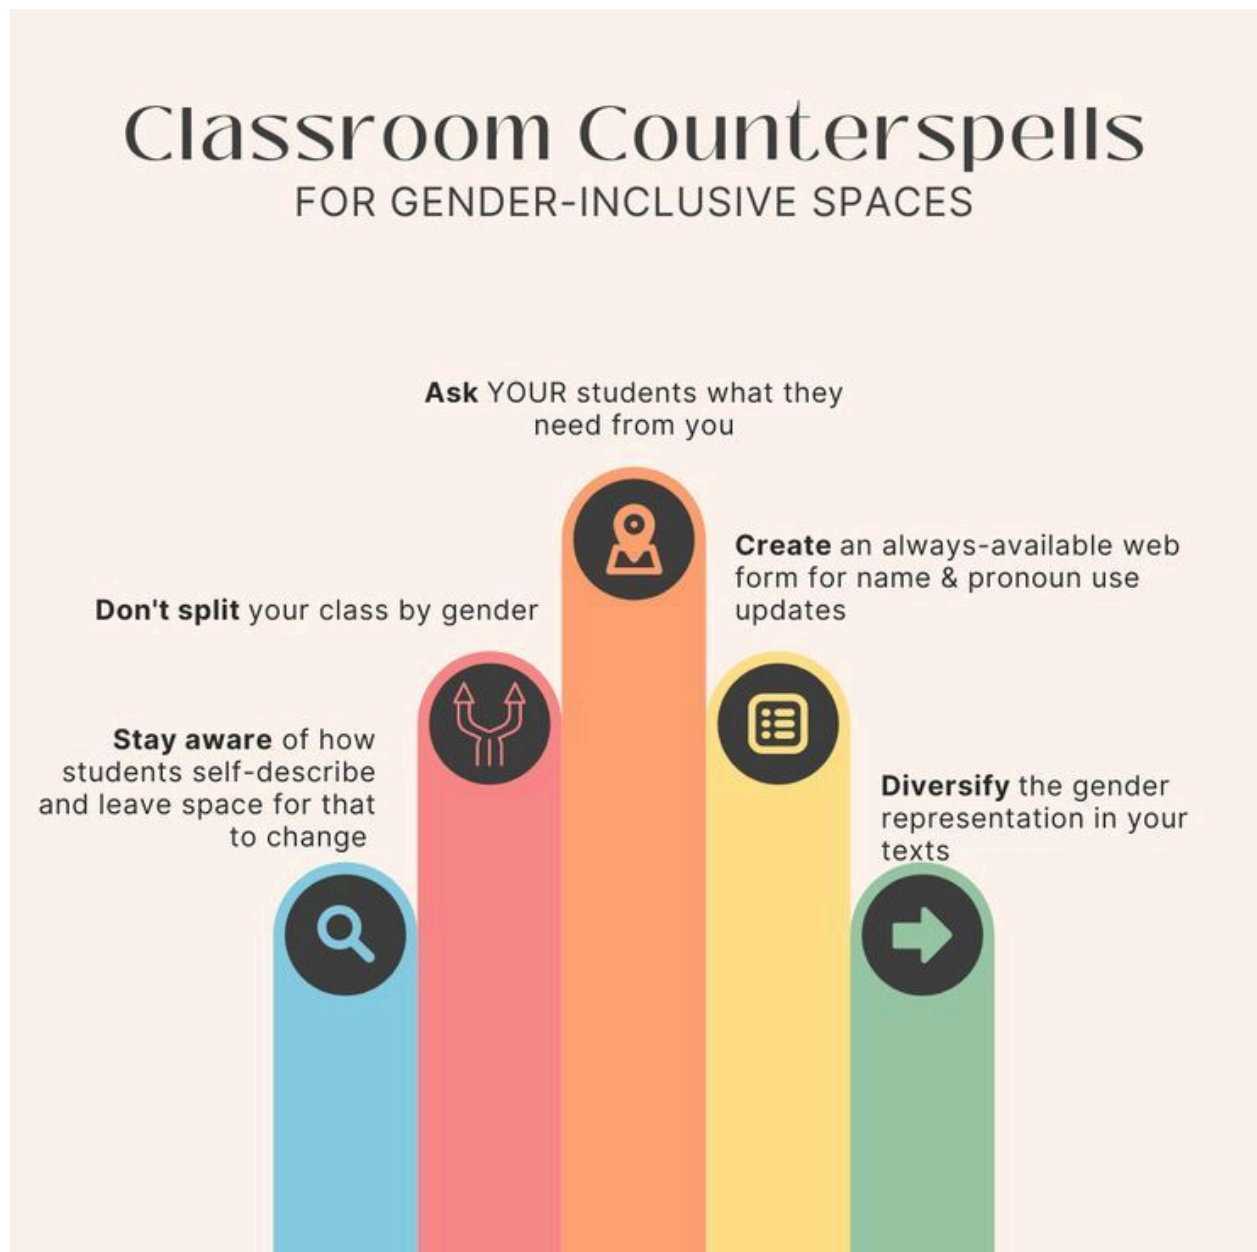 Classroom Counterspells
FOR GENDER-INCLUSIVE SPACES
Ask YOUR students what they
need from you
Create an always-available web
form for name & pronoun use
updates
Don't split your class by gender
Stay aware of how
students self-describe
and leave space for that
to change
Diversify the gender
representation in your
texts